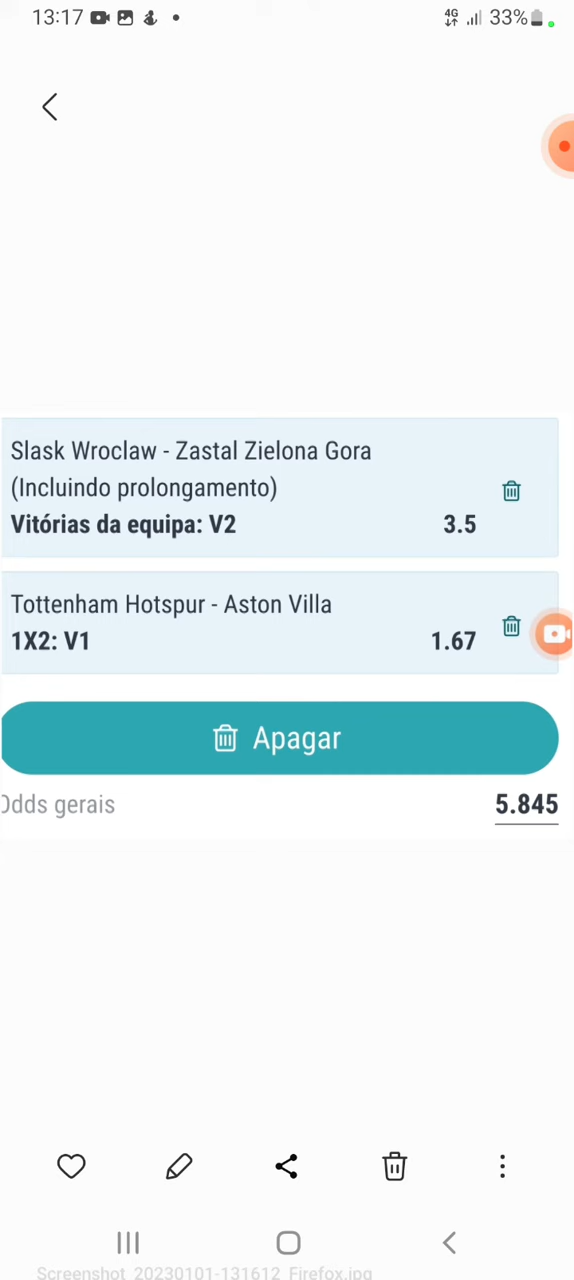 13:17
4G 33%
Slask Wroclaw - Zastal Zielona Gora
(Incluindo prolongamento)
Vitórias da equipa: V2 3.5
Tottenham Hotspur - Aston Villa
1X2: V1 1.67
Apagar
Odds gerais 5.845
Screenshot_20230101-131612_Firefox.jpg